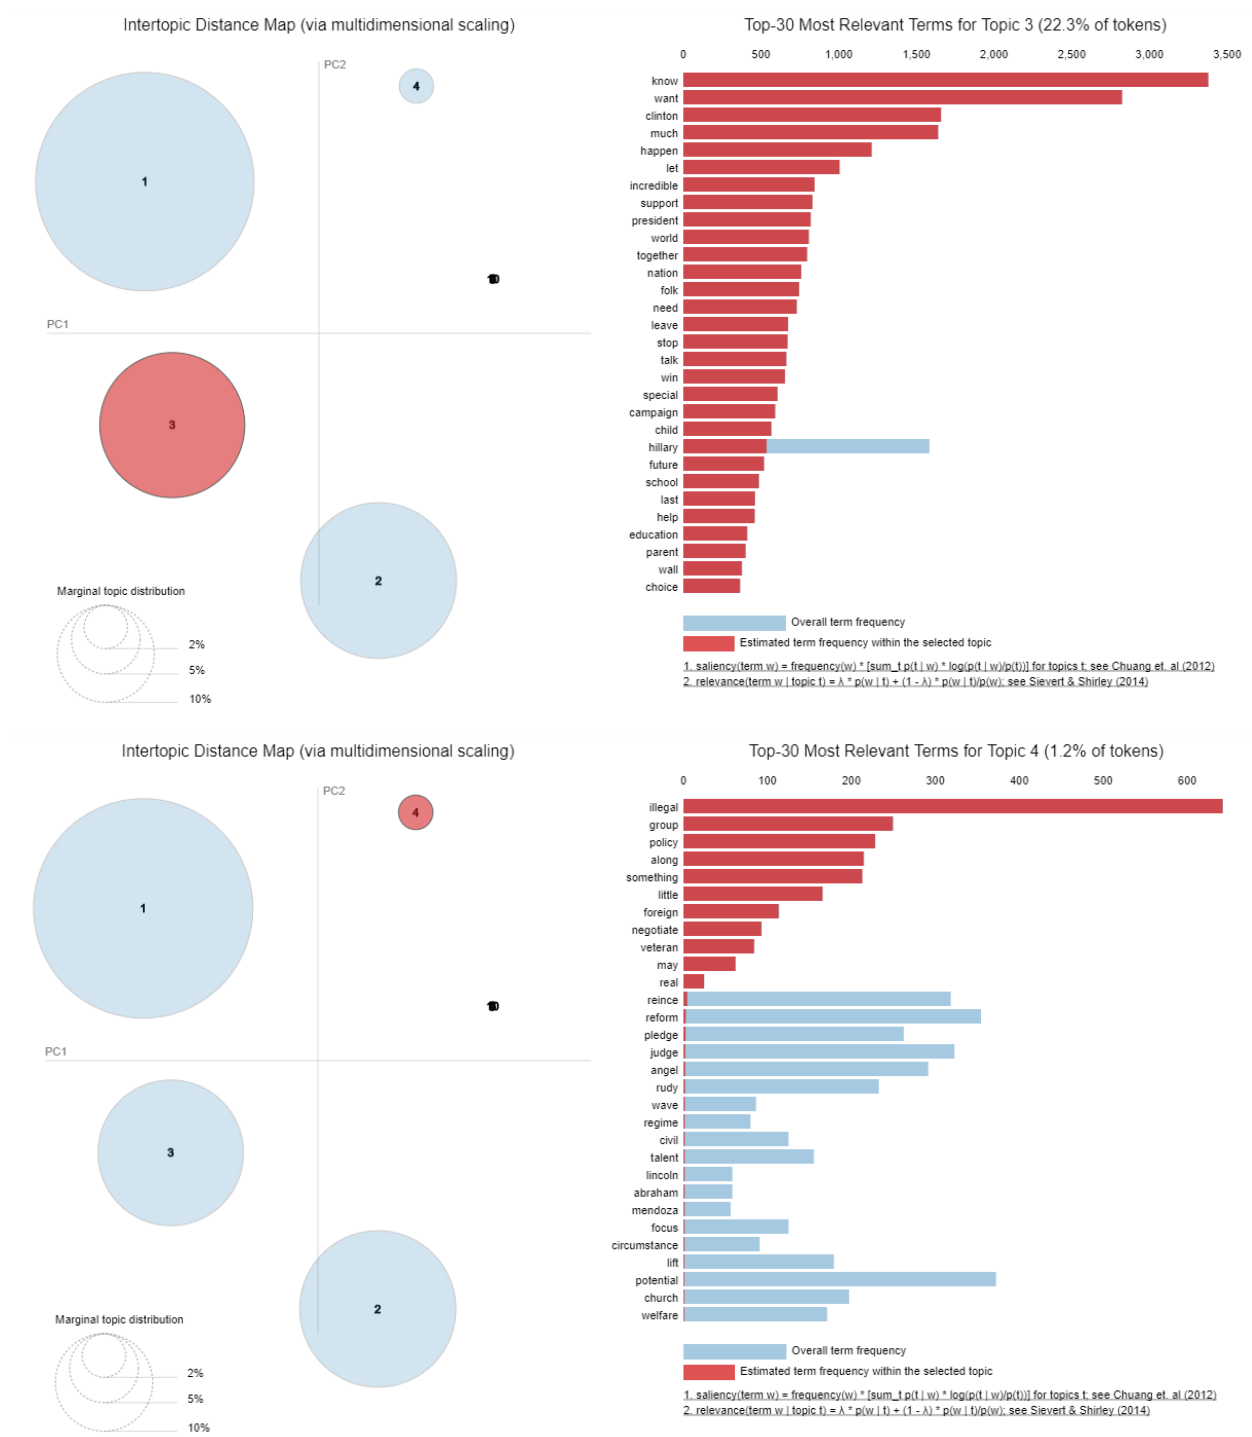 Intertopic Distance Map (via multidimensional scaling)
PC2
4
1
PC1
3
2
Marginal topic distribution
2%
5%
10%
Top-30 Most Relevant Terms for Topic 3 (22.3% of tokens)
0 500 1,000 1,500 2,000 2,500 3,000 3,500
know
want
clinton
much
happen
let
incredible
support
president
world
together
nation
folk
need
leave
stop
talk
win
special
campaign
child
hillary
future
school
last
help
education
parent
wall
choice
Overall term frequency
Estimated term frequency within the selected topic
1. saliency(term w) = frequency(w) * [sum_t p(t | w) * log(p(t | w)/p(t))] for topics t; see Chuang et. al (2012)
2. relevance(term w | topic t) = λ * p(w | t) + (1 - λ) * p(w | t)/p(w); see Sievert & Shirley (2014)
Intertopic Distance Map (via multidimensional scaling)
PC2
4
1
PC1
3
2
Marginal topic distribution
2%
5%
10%
Top-30 Most Relevant Terms for Topic 4 (1.2% of tokens)
0 100 200 300 400 500 600
illegal
group
policy
along
something
little
foreign
negotiate
veteran
may
real
reince
reform
pledge
judge
angel
rudy
wave
regime
civil
talent
lincoln
abraham
mendoza
focus
circumstance
lift
potential
church
welfare
Overall term frequency
Estimated term frequency within the selected topic
1. saliency(term w) = frequency(w) * [sum_t p(t | w) * log(p(t | w)/p(t))] for topics t; see Chuang et. al (2012)
2. relevance(term w | topic t) = λ * p(w | t) + (1 - λ) * p(w | t)/p(w); see Sievert & Shirley (2014)